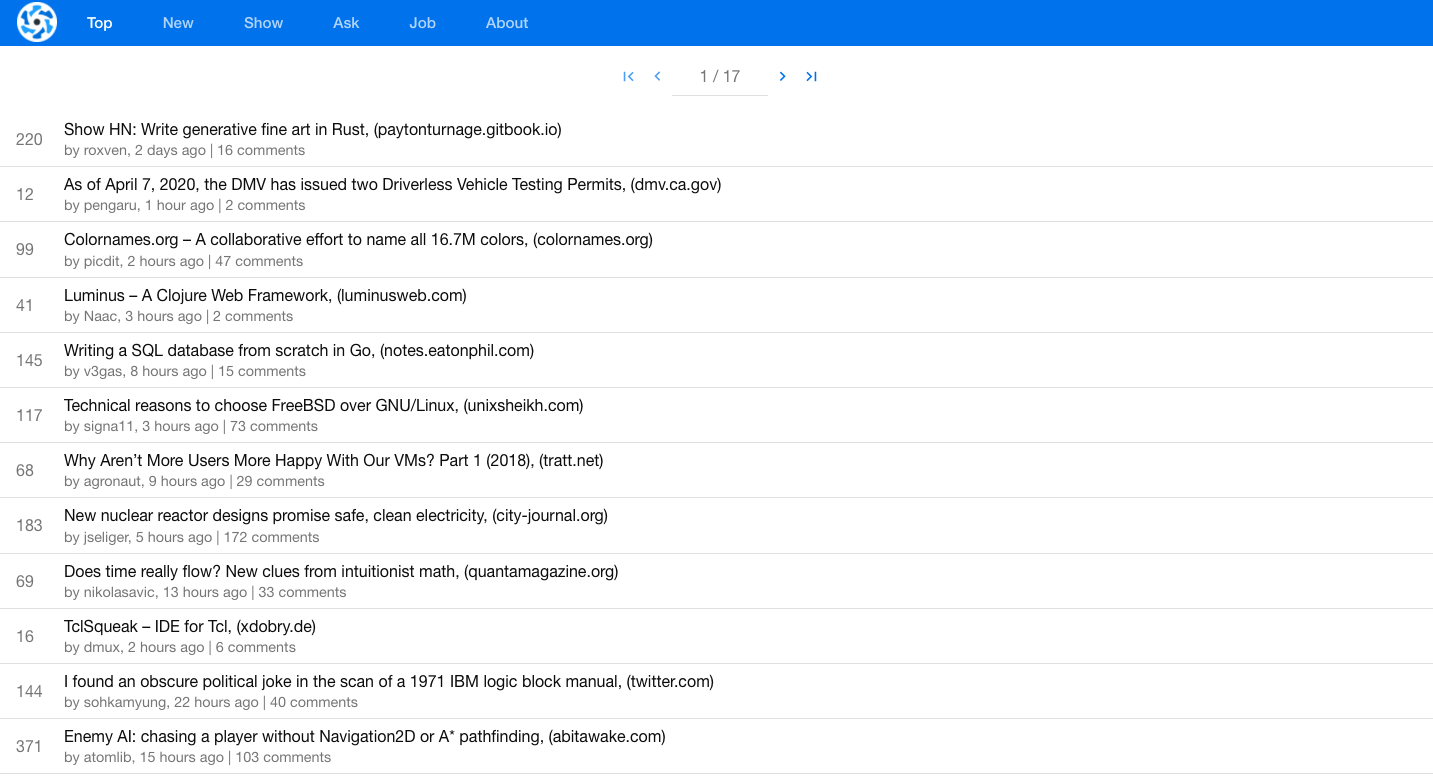 Top New Show Ask Job About
1 / 17
220
Show HN: Write generative fine art in Rust, (paytonturnage.gitbook.io)
by roxven, 2 days ago | 16 comments
12
As of April 7, 2020, the DMV has issued two Driverless Vehicle Testing Permits, (dmv.ca.gov)
by pengaru, 1 hour ago | 2 comments
99
Colornames.org – A collaborative effort to name all 16.7M colors, (colornames.org)
by picdit, 2 hours ago | 47 comments
41
Luminus – A Clojure Web Framework, (luminusweb.com)
by Naac, 3 hours ago | 2 comments
145
Writing a SQL database from scratch in Go, (notes.eatonphil.com)
by v3gas, 8 hours ago | 15 comments
117
Technical reasons to choose FreeBSD over GNU/Linux, (unixsheikh.com)
by signa11, 3 hours ago | 73 comments
68
Why Aren’t More Users More Happy With Our VMs? Part 1 (2018), (tratt.net)
by agronaut, 9 hours ago | 29 comments
183
New nuclear reactor designs promise safe, clean electricity, (city-journal.org)
by jseliger, 5 hours ago | 172 comments
69
Does time really flow? New clues from intuitionist math, (quantamagazine.org)
by nikolasavic, 13 hours ago | 33 comments
16
TclSqueak – IDE for Tcl, (xdobry.de)
by dmux, 2 hours ago | 6 comments
144
I found an obscure political joke in the scan of a 1971 IBM logic block manual, (twitter.com)
by sohkamyung, 22 hours ago | 40 comments
371
Enemy AI: chasing a player without Navigation2D or A* pathfinding, (abitawake.com)
by atomlib, 15 hours ago | 103 comments